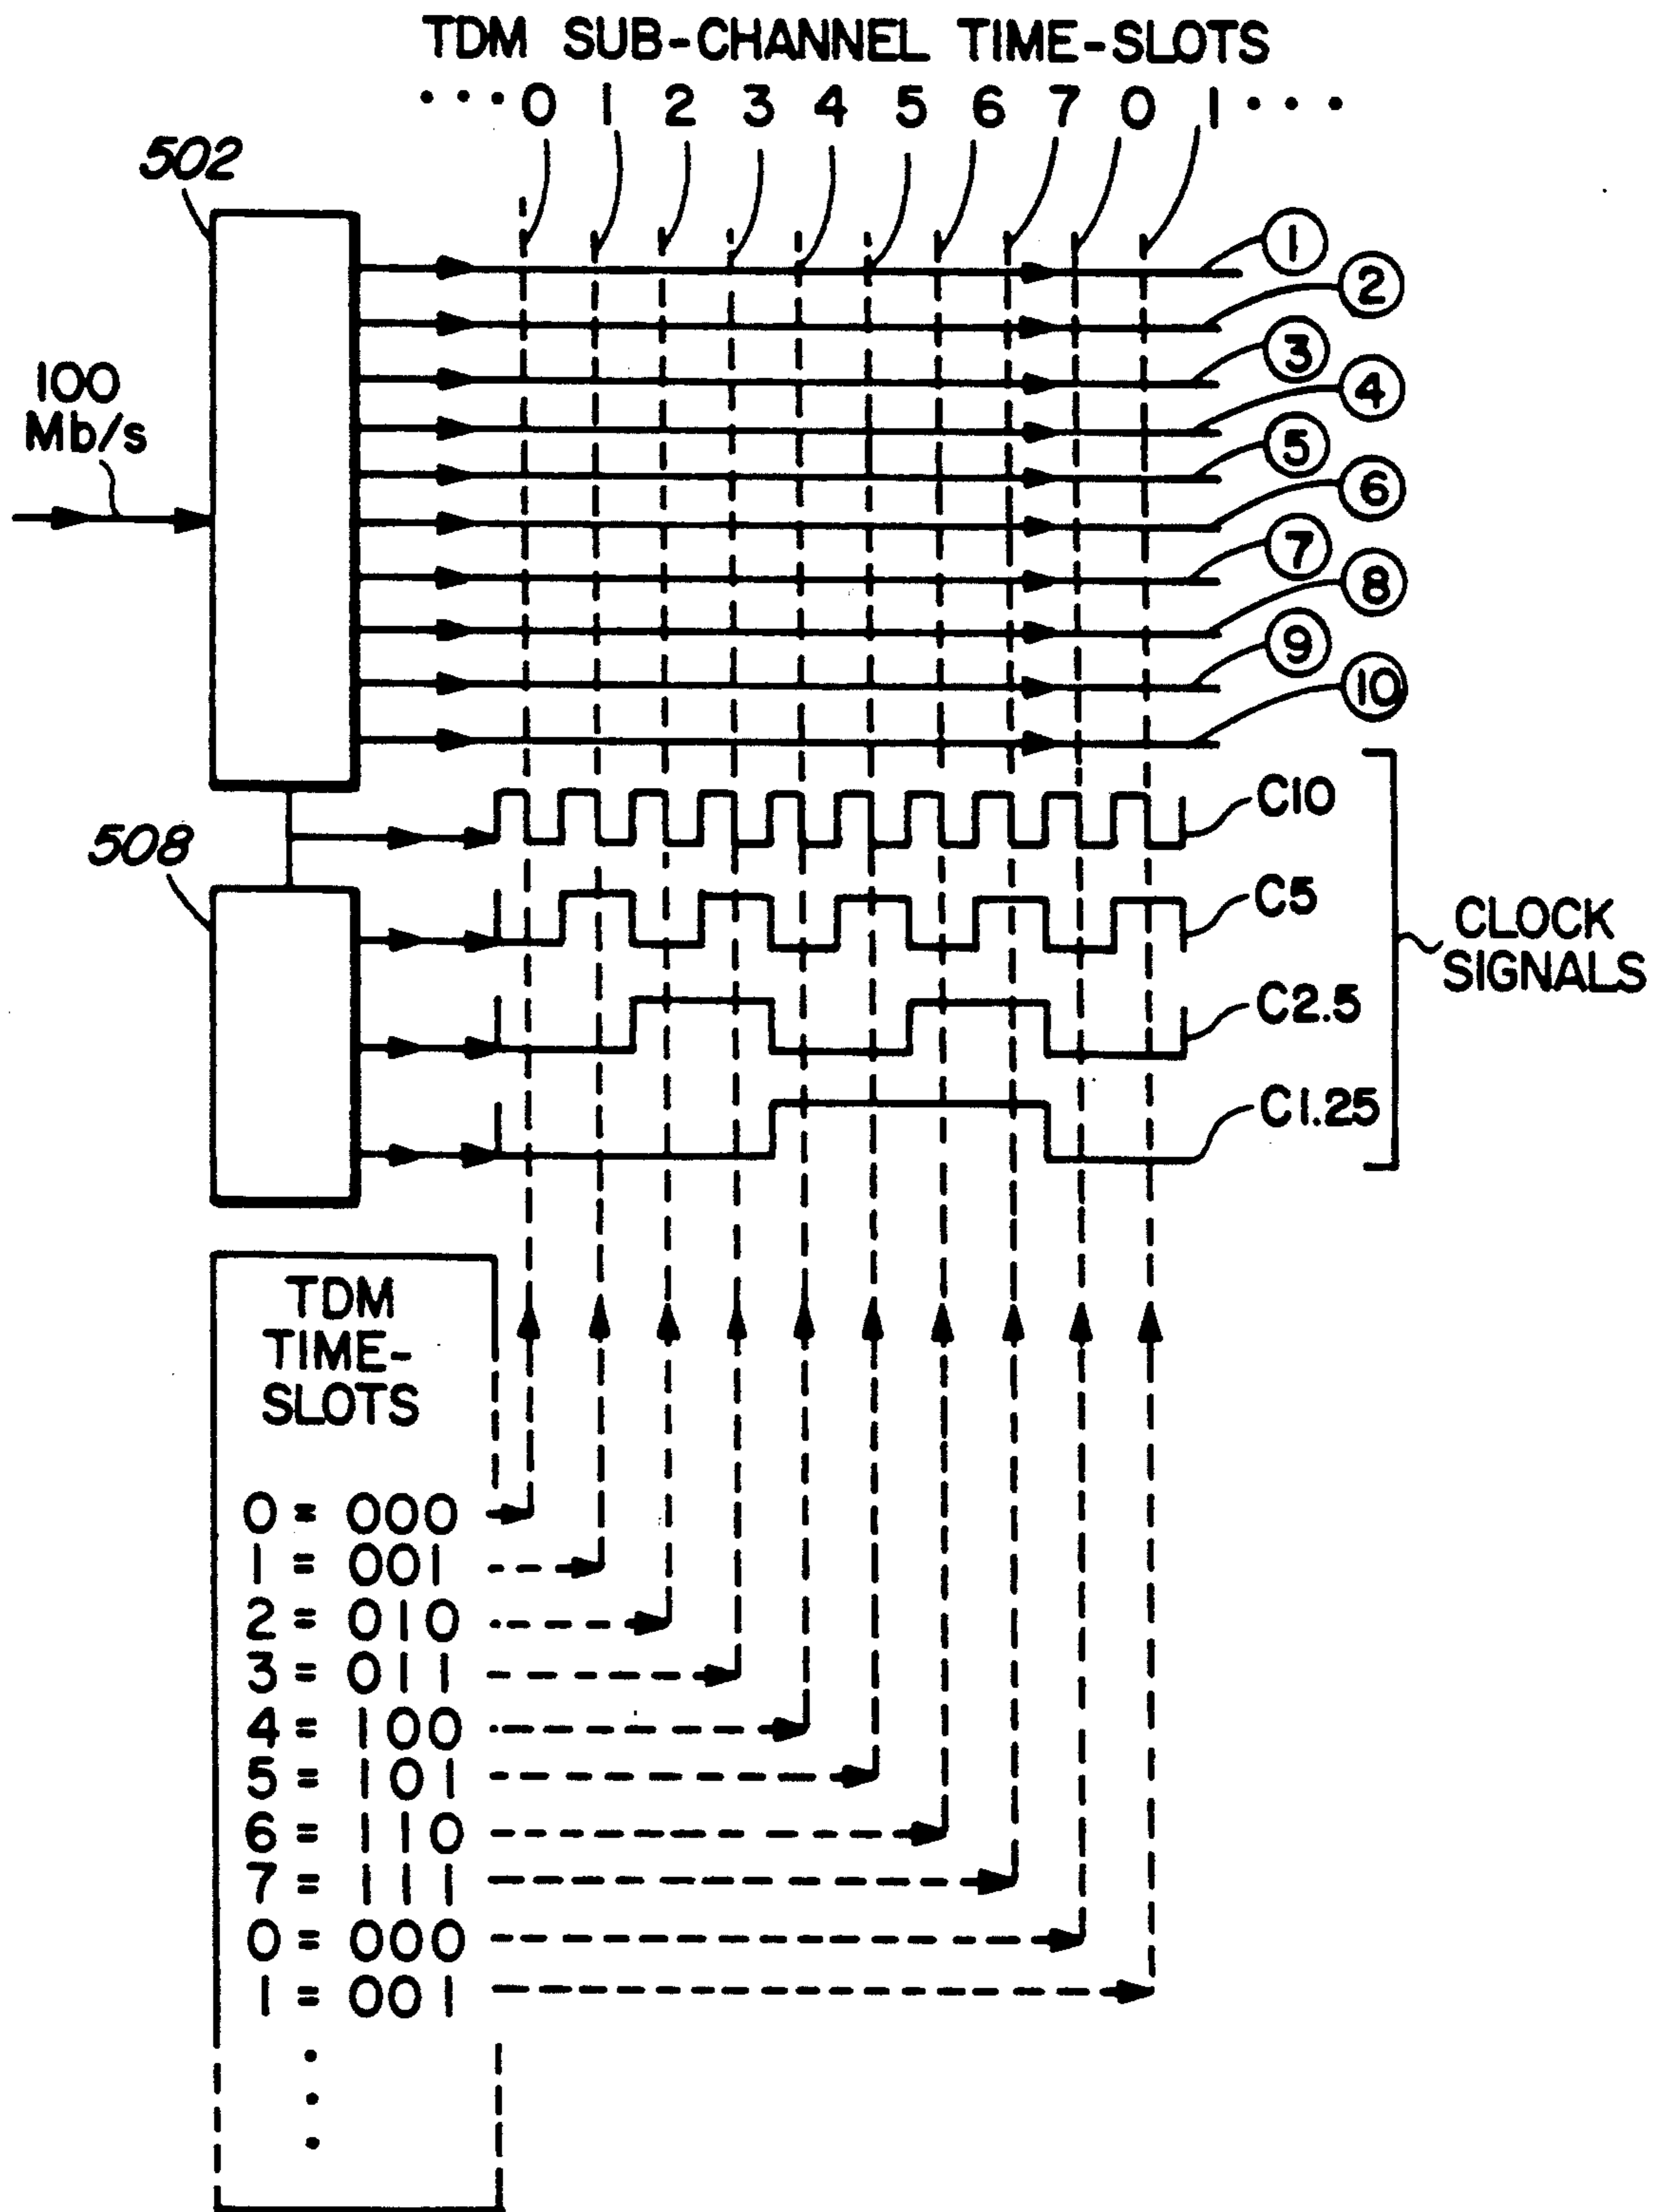 TDM SUB-CHANNEL TIME-SLOTS
• • • 0 1 2 3 4 5 6 7 0 1 • • •
502
1
2
3
100
Mb/s
4
5
6
7
8
9
10
C10
508
C5
CLOCK
SIGNALS
C2.5
C1.25
TDM
TIME-
SLOTS
0 = 000
1 = 001
2 = 010
3 = 011
4 = 100
5 = 101
6 = 110
7 = 111
0 = 000
1 = 001
•
•
•